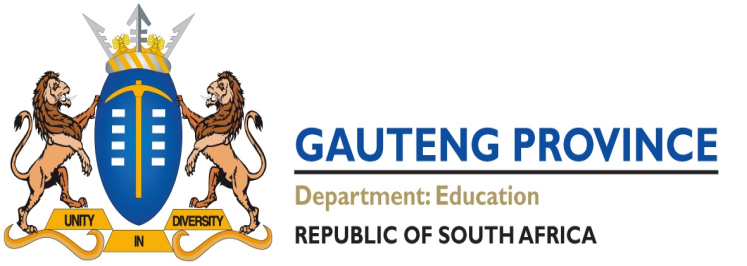 GAUTENG PROVINCE
Department: Education
REPUBLIC OF SOUTH AFRICA
UNITY
IN
DIVERSITY